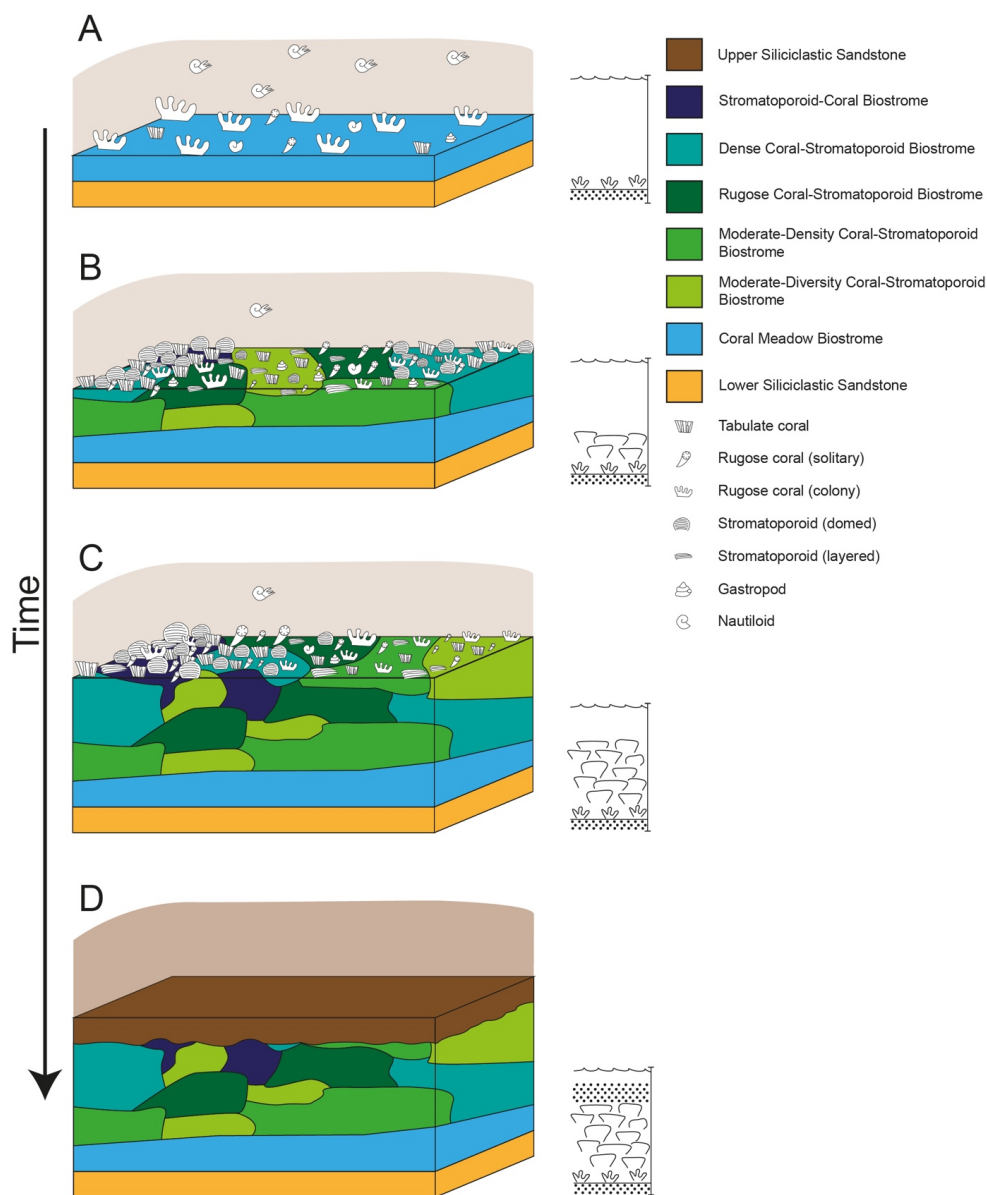 A
B
C
D
Time
Upper Siliciclastic Sandstone
Stromatoporoid-Coral Biostrome
Dense Coral-Stromatoporoid Biostrome
Rugose Coral-Stromatoporoid Biostrome
Moderate-Density Coral-Stromatoporoid
Biostrome
Moderate-Diversity Coral-Stromatoporoid
Biostrome
Coral Meadow Biostrome
Lower Siliciclastic Sandstone
Tabulate coral
Rugose coral (solitary)
Rugose coral (colony)
Stromatoporoid (domed)
Stromatoporoid (layered)
Gastropod
Nautiloid